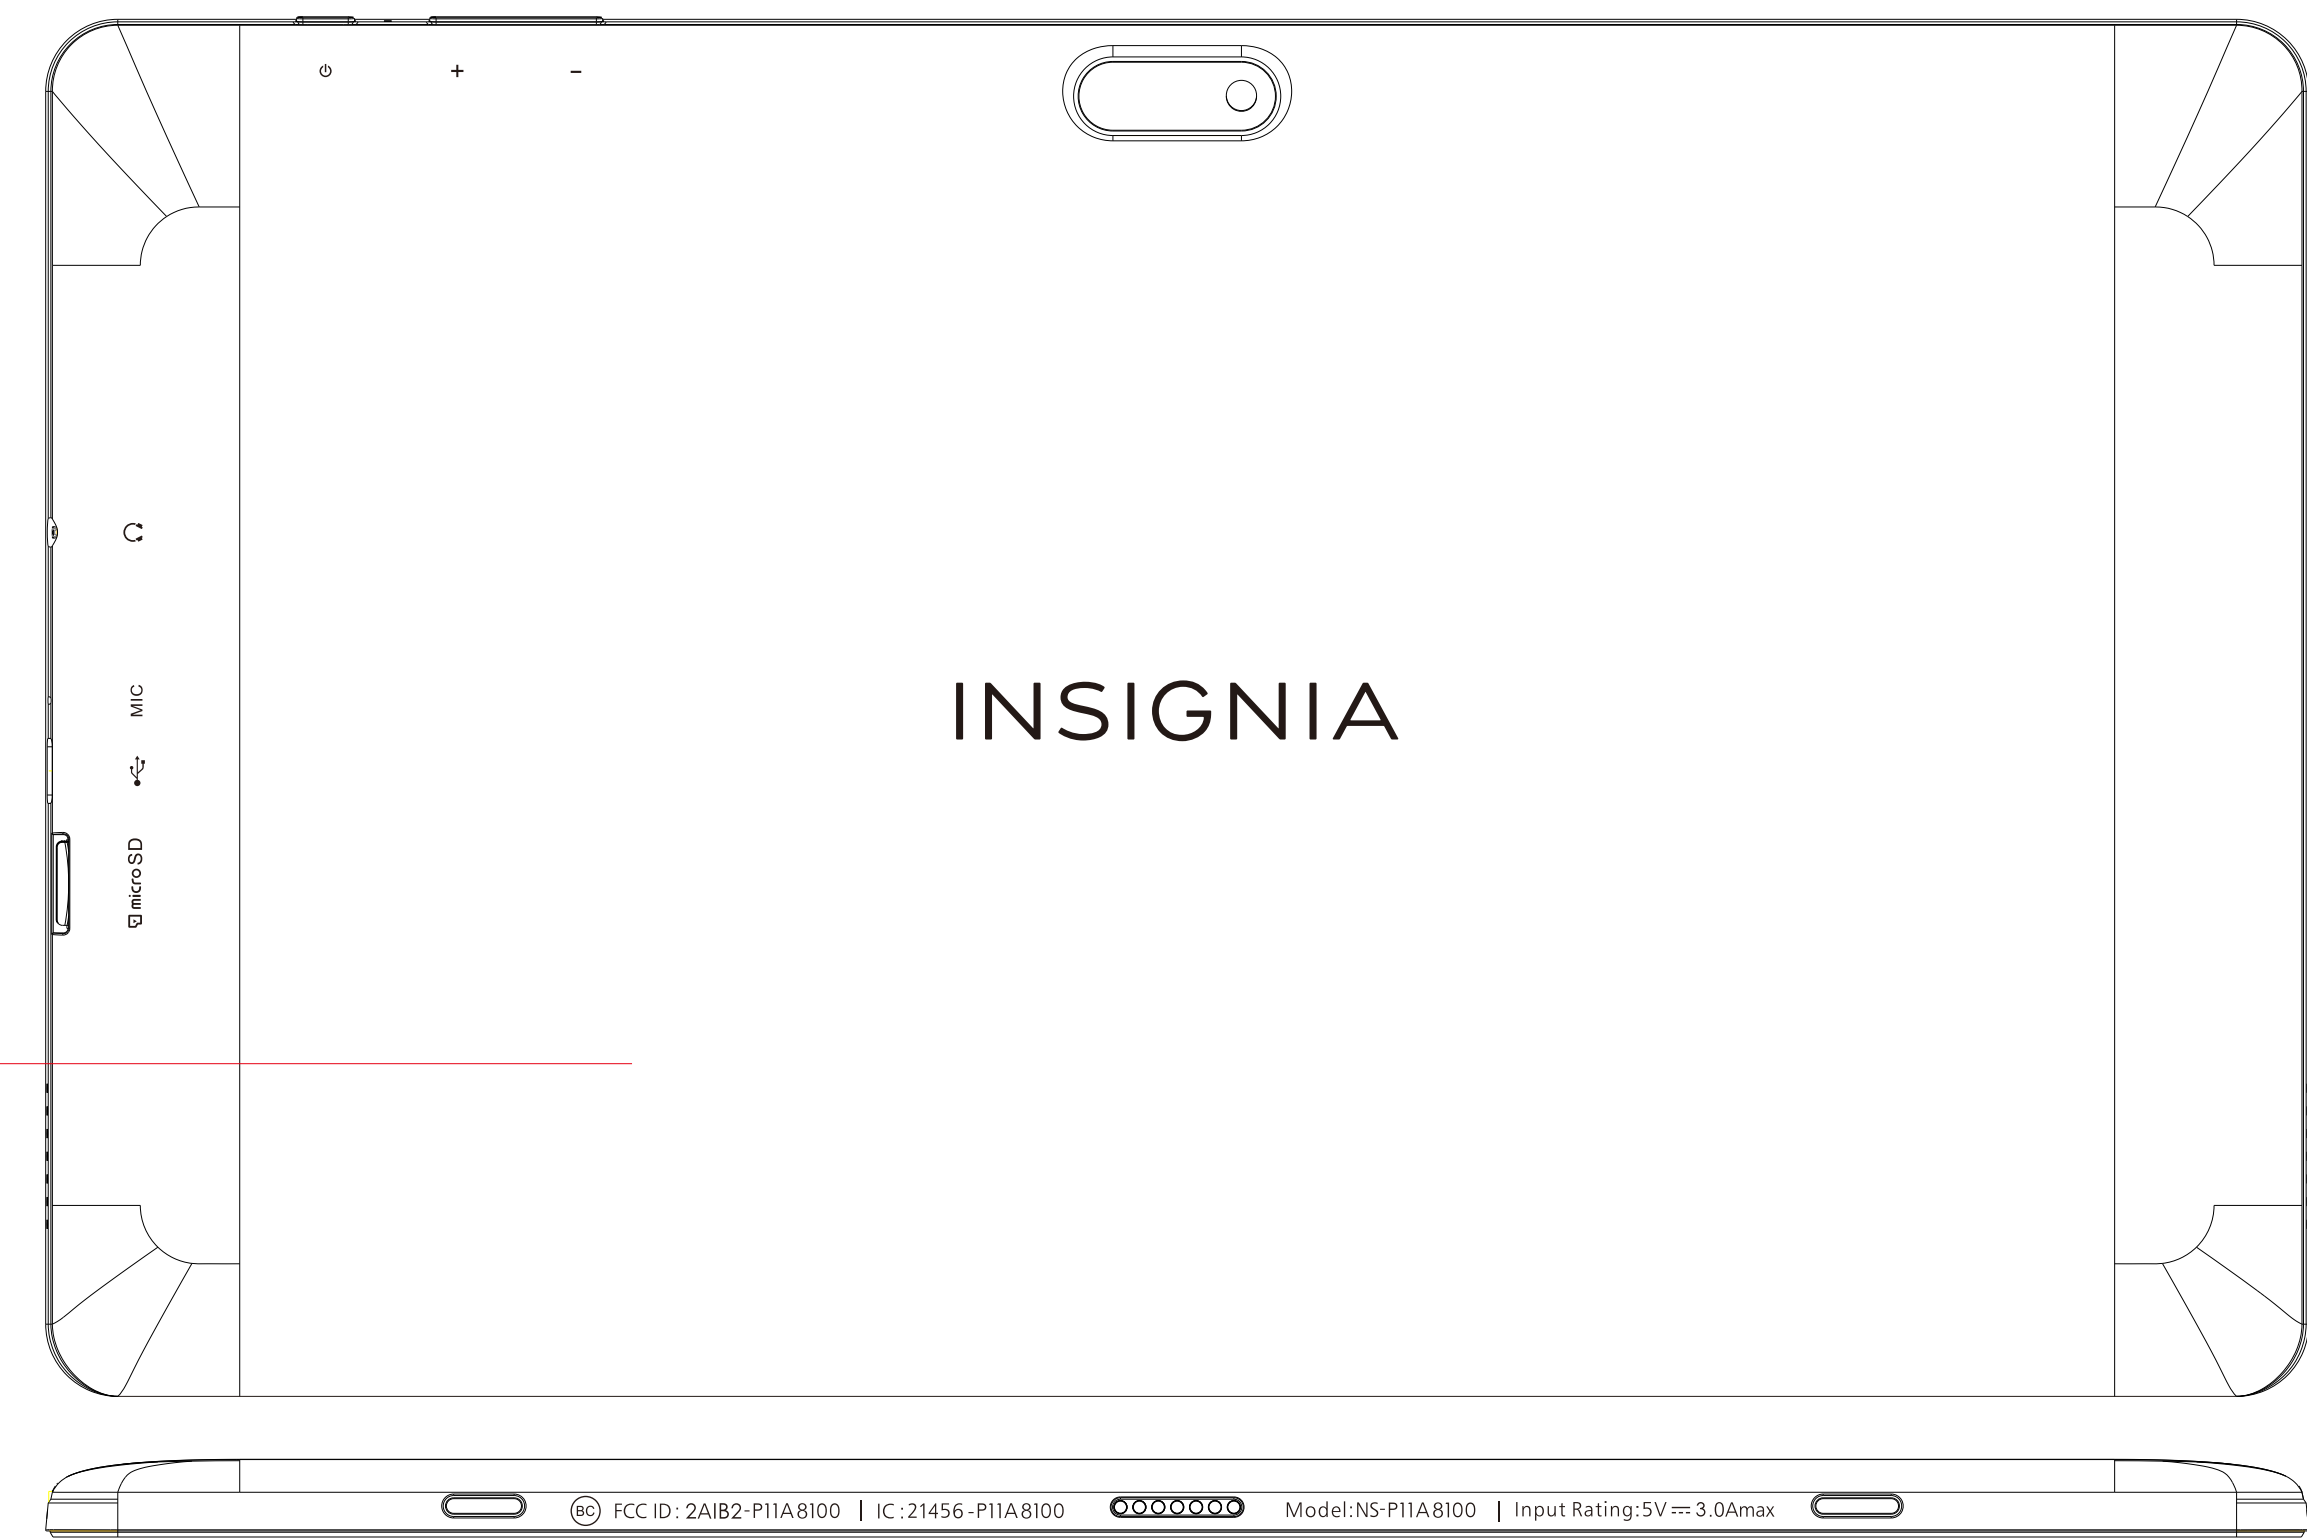 + −
MIC
INSIGNIA
microSD
BC FCC ID: 2AIB2-P11A8100 | IC:21456-P11A8100
Model:NS-P11A8100 | Input Rating:5V⎓3.0Amax